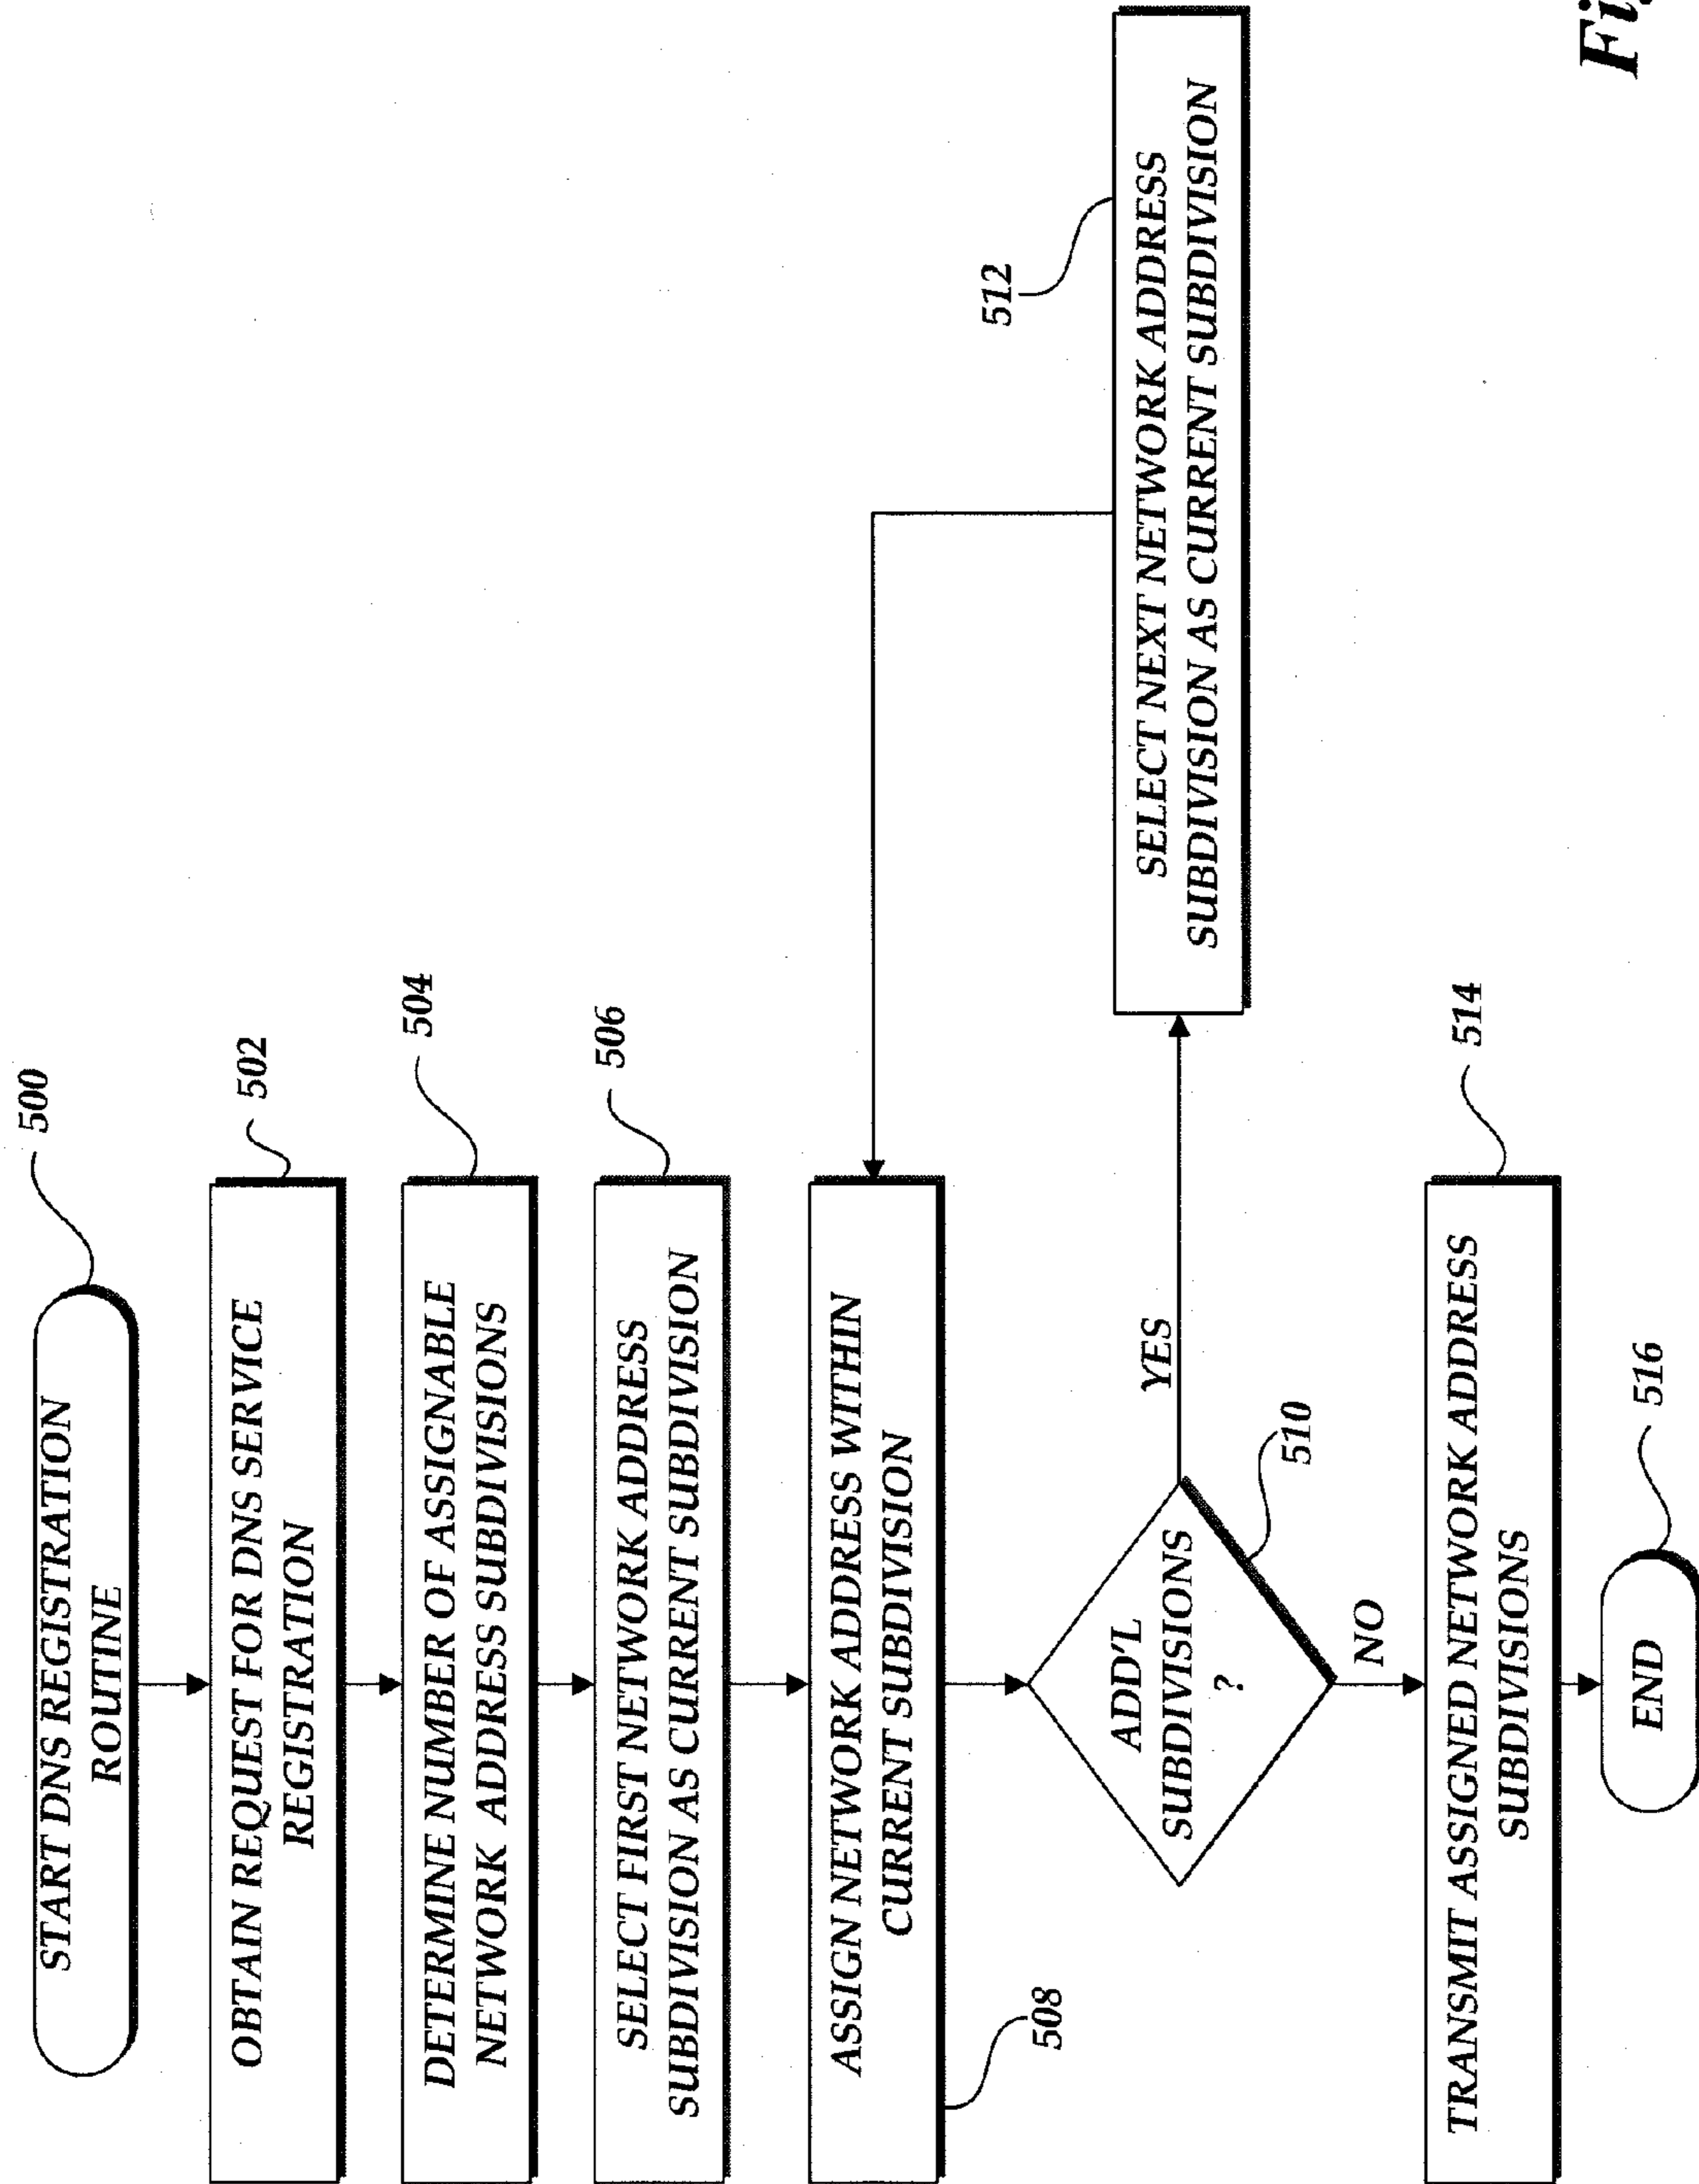 500
START DNS REGISTRATION
ROUTINE
502
OBTAIN REQUEST FOR DNS SERVICE
REGISTRATION
504
DETERMINE NUMBER OF ASSIGNABLE
NETWORK ADDRESS SUBDIVISIONS
506
SELECT FIRST NETWORK ADDRESS
SUBDIVISION AS CURRENT SUBDIVISION
508
ASSIGN NETWORK ADDRESS WITHIN
CURRENT SUBDIVISION
ADD'L
SUBDIVISIONS
?
510
YES
512
SELECT NEXT NETWORK ADDRESS
SUBDIVISION AS CURRENT SUBDIVISION
NO
514
TRANSMIT ASSIGNED NETWORK ADDRESS
SUBDIVISIONS
516
END